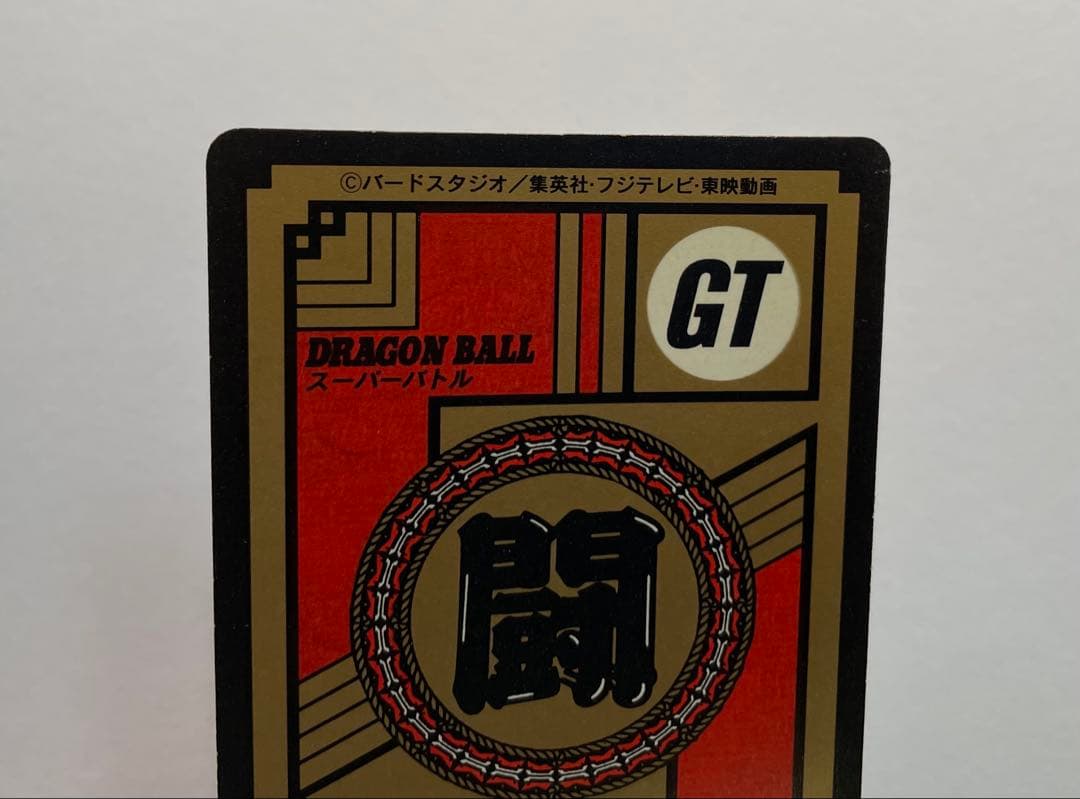 ©バードスタジオ／集英社・フジテレビ・東映動画
GT
DRAGON BALL
スーパーバトル
闘